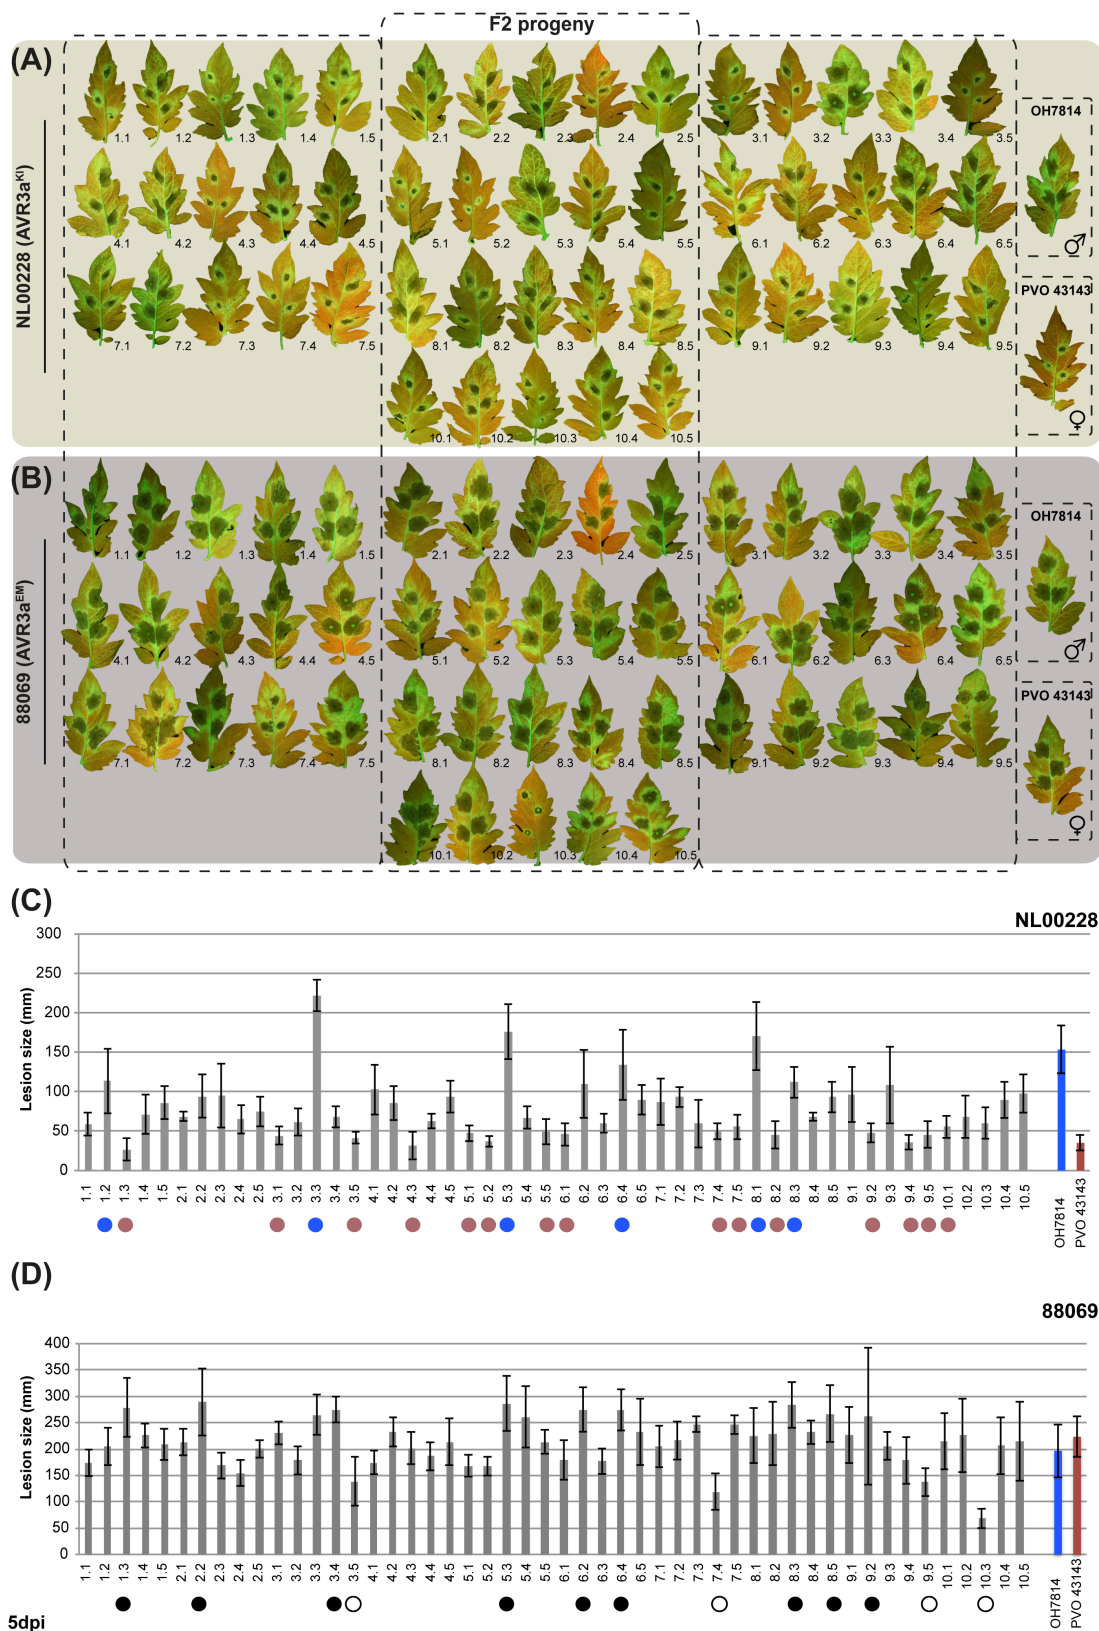 F2 progeny
(A)
NL00228 (AVR3aKI)
1.1 1.2 1.3 1.4 1.5 2.1 2.2 2.3 2.4 2.5 3.1 3.2 3.3 3.4 3.5
OH7814
♂
4.1 4.2 4.3 4.4 4.5 5.1 5.2 5.3 5.4 5.5 6.1 6.2 6.3 6.4 6.5
PVO 43143
7.1 7.2 7.3 7.4 7.5 8.1 8.2 8.3 8.4 8.5 9.1 9.2 9.3 9.4 9.5
♀
10.1 10.2 10.3 10.4 10.5
(B)
88069 (AVR3aEM)
1.1 1.2 1.3 1.4 1.5 2.1 2.2 2.3 2.4 2.5 3.1 3.2 3.3 3.4 3.5
OH7814
♂
4.1 4.2 4.3 4.4 4.5 5.1 5.2 5.3 5.4 5.5 6.1 6.2 6.3 6.4 6.5
PVO 43143
7.1 7.2 7.3 7.4 7.5 8.1 8.2 8.3 8.4 8.5 9.1 9.2 9.3 9.4 9.5
♀
10.1 10.2 10.3 10.4 10.5
(C)
NL00228
Lesion size (mm)
300
250
200
150
100
50
0
1.1 1.2 1.3 1.4 1.5 2.1 2.2 2.3 2.4 2.5 3.1 3.2 3.3 3.4 3.5 4.1 4.2 4.3 4.4 4.5 5.1 5.2 5.3 5.4 5.5 6.1 6.2 6.3 6.4 6.5 7.1 7.2 7.3 7.4 7.5 8.1 8.2 8.3 8.4 9.1 9.2 9.3 9.4 9.5 10.1 10.2 10.3 10.4 10.5 OH7814 PVO 43143
(D)
88069
Lesion size (mm)
400
350
300
250
200
150
100
50
0
1.1 1.2 1.3 1.4 1.5 2.1 2.2 2.3 2.4 2.5 3.1 3.2 3.3 3.4 3.5 4.1 4.2 4.3 4.4 4.5 5.1 5.2 5.3 5.4 5.5 6.1 6.2 6.3 6.4 6.5 7.1 7.2 7.3 7.4 7.5 8.1 8.2 8.3 8.4 8.5 9.1 9.2 9.3 9.4 9.5 10.1 10.2 10.3 10.4 10.5 OH7814 PVO 43143
5dpi